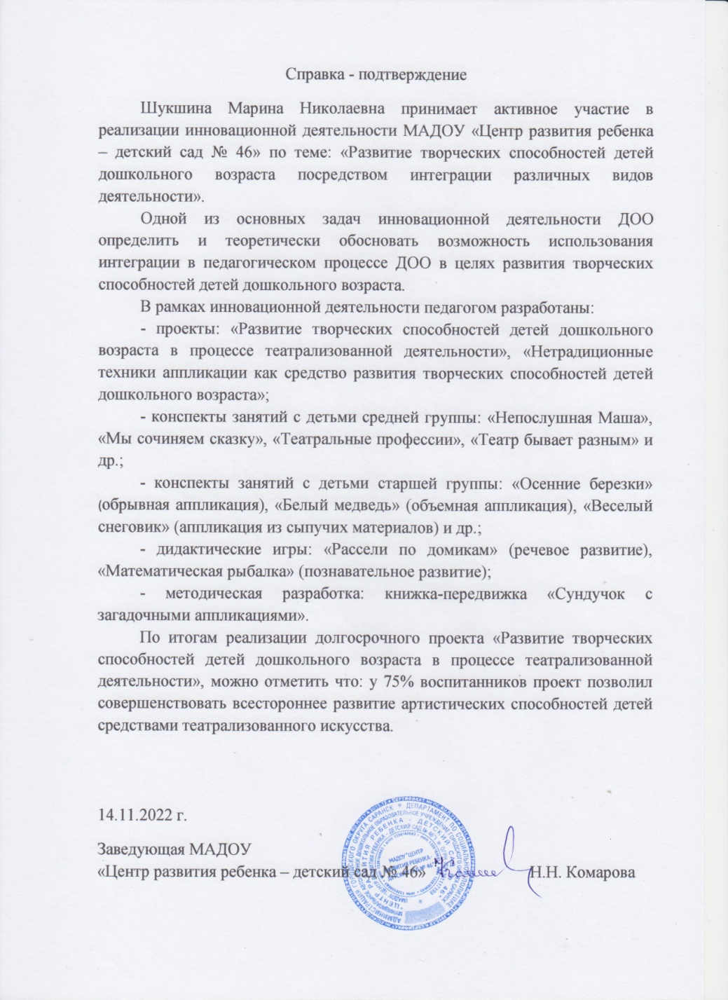 Справка - подтверждение
Шукшина Марина Николаевна принимает активное участие в
реализации инновационной деятельности МАДОУ «Центр развития ребенка
– детский сад № 46» по теме: «Развитие творческих способностей детей
дошкольного возраста посредством интеграции различных видов
деятельности».
Одной из основных задач инновационной деятельности ДОО
определить и теоретически обосновать возможность использования
интеграции в педагогическом процессе ДОО в целях развития творческих
способностей детей дошкольного возраста.
В рамках инновационной деятельности педагогом разработаны:
- проекты: «Развитие творческих способностей детей дошкольного
возраста в процессе театрализованной деятельности», «Нетрадиционные
техники аппликации как средство развития творческих способностей детей
дошкольного возраста»;
- конспекты занятий с детьми средней группы: «Непослушная Маша»,
«Мы сочиняем сказку», «Театральные профессии», «Театр бывает разным» и
др.;
- конспекты занятий с детьми старшей группы: «Осенние березки»
(обрывная аппликация), «Белый медведь» (объемная аппликация), «Веселый
снеговик» (аппликация из сыпучих материалов) и др.;
- дидактические игры: «Рассели по домикам» (речевое развитие),
«Математическая рыбалка» (познавательное развитие);
- методическая разработка: книжка-передвижка «Сундучок с
загадочными аппликациями».
По итогам реализации долгосрочного проекта «Развитие творческих
способностей детей дошкольного возраста в процессе театрализованной
деятельности», можно отметить что: у 75% воспитанников проект позволил
совершенствовать всестороннее развитие артистических способностей детей
средствами театрализованного искусства.
14.11.2022 г.
Заведующая МАДОУ
«Центр развития ребенка – детский сад № 46» Н.Н. Комарова
МАДОУ "ЦЕНТР
РАЗВИТИЯ РЕБЕНКА-